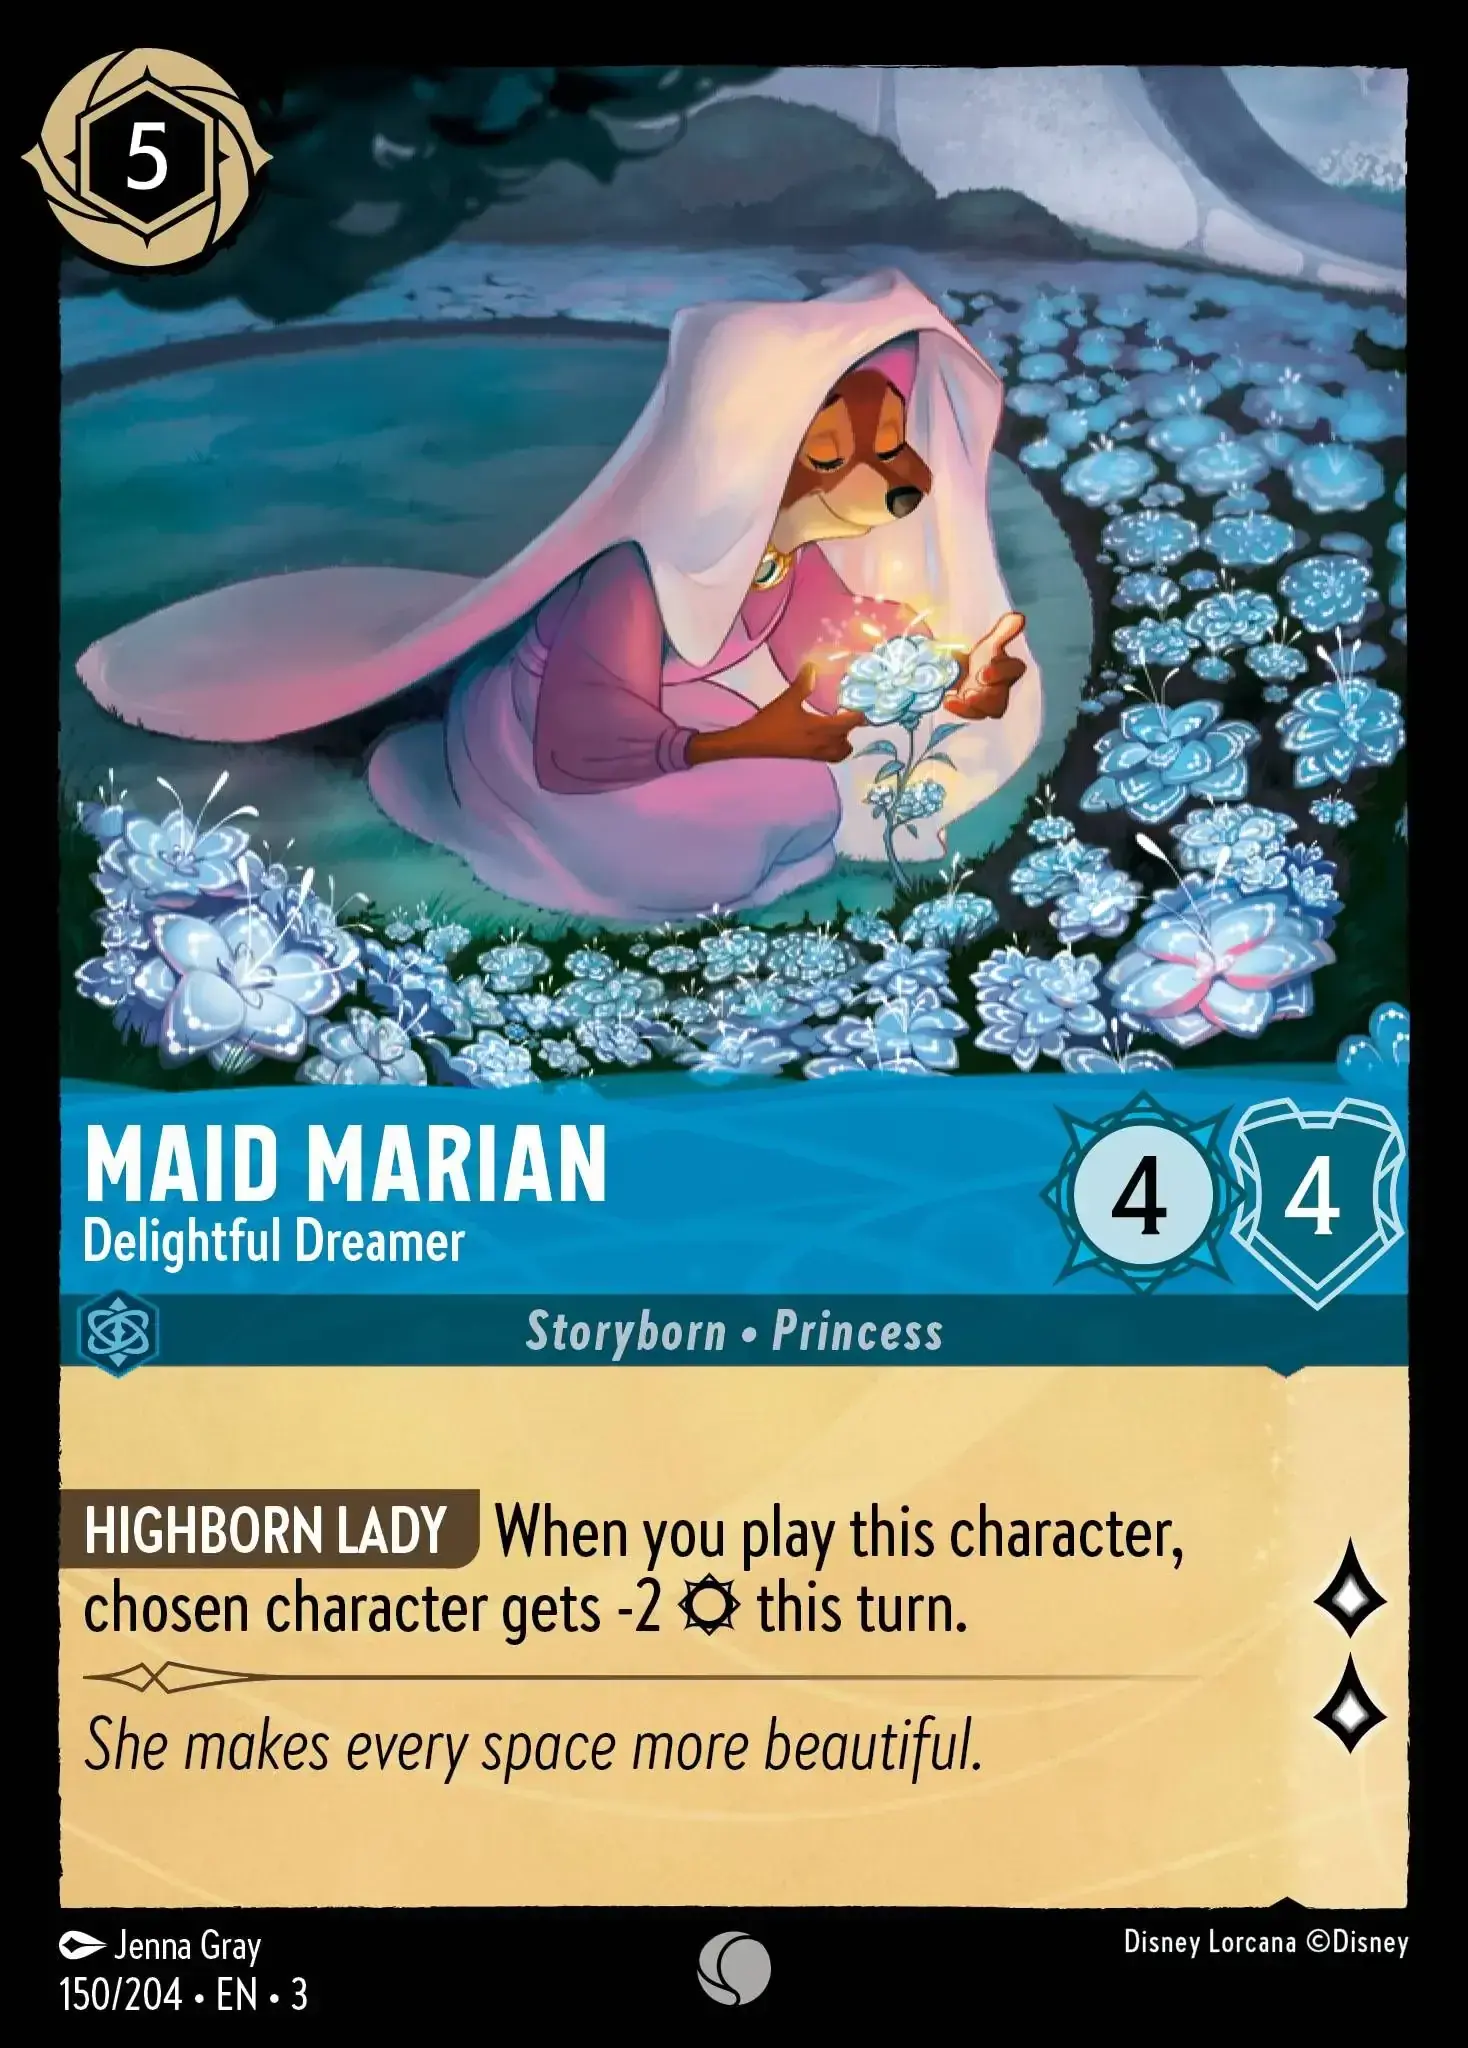 5
MAID MARIAN
Delightful Dreamer
4
4
Storyborn • Princess
HIGHBORN LADY When you play this character,
chosen character gets -2 this turn.
She makes every space more beautiful.
Jenna Gray
150/204 • EN • 3
Disney Lorcana ©Disney